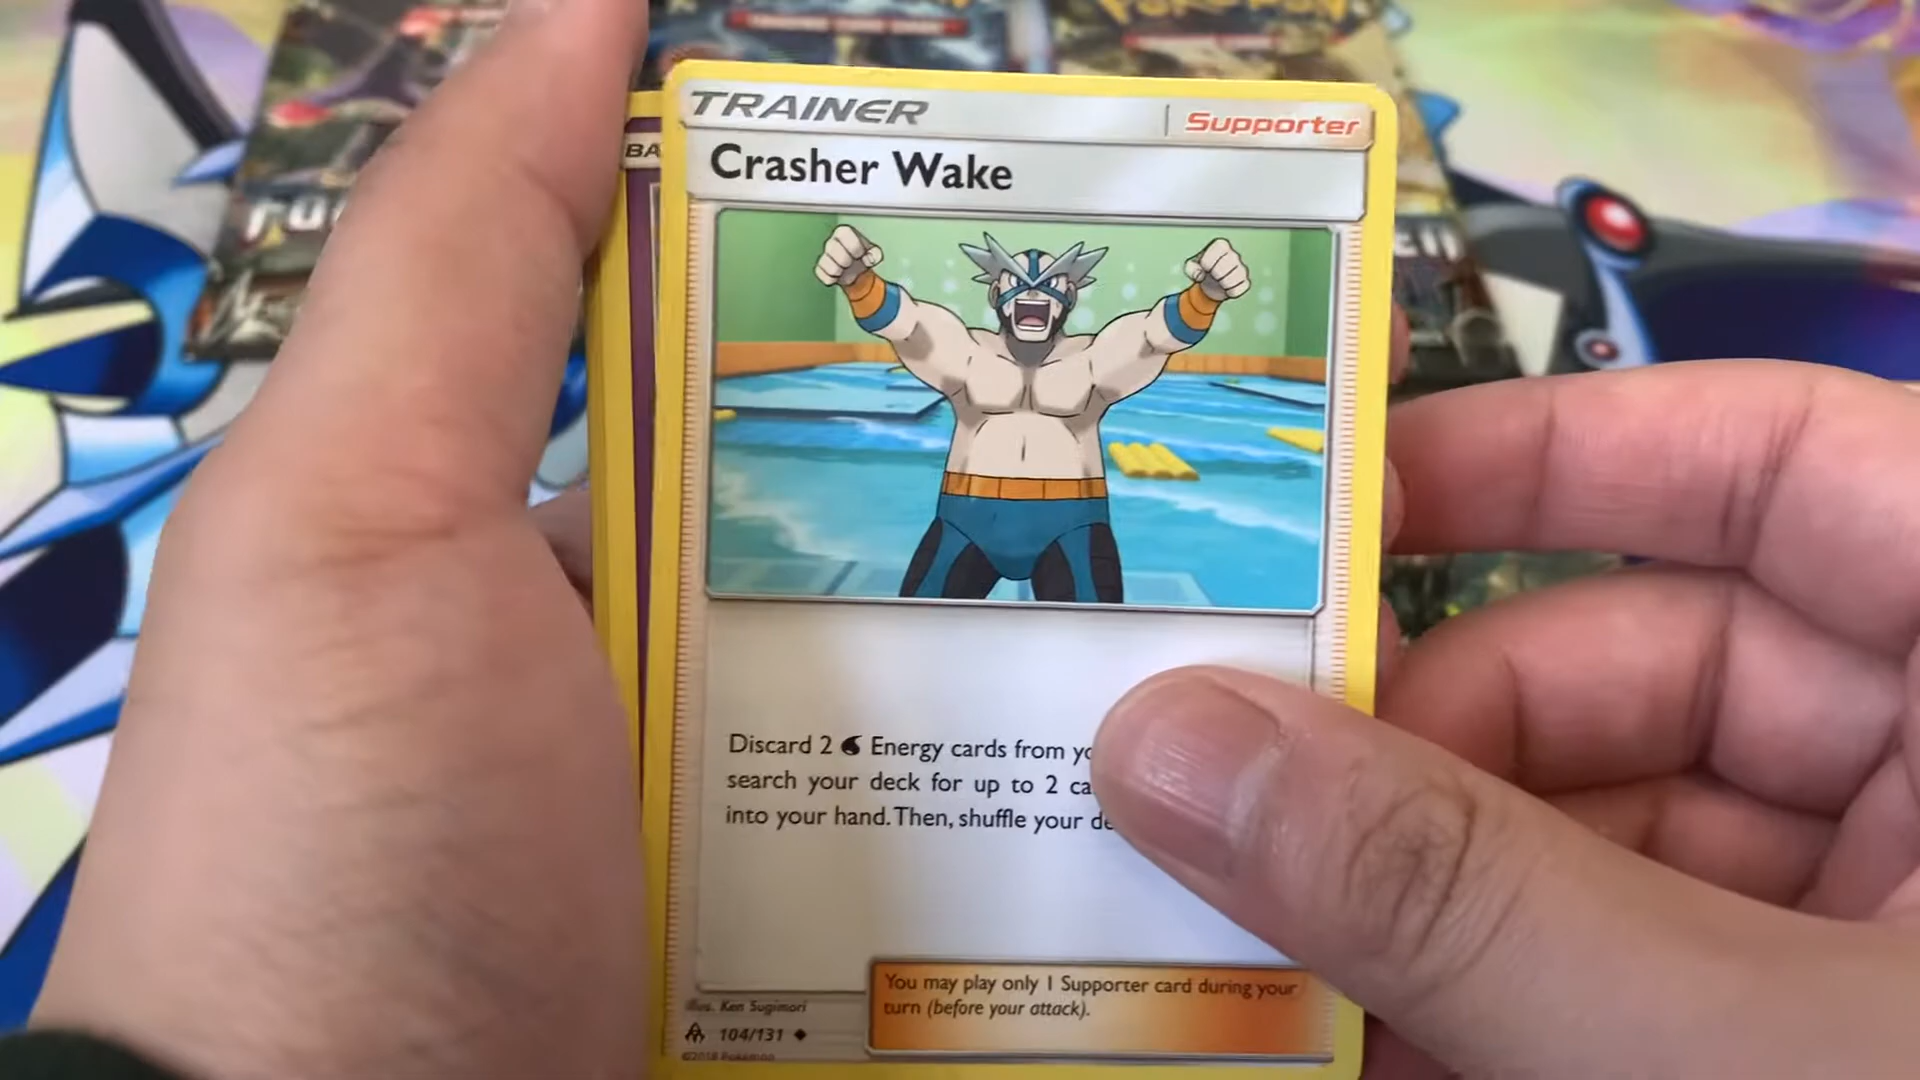 POKÉMON
TRAINER
Supporter
BA
Crasher Wake
Discard 2 Energy cards from yo
search your deck for up to 2 ca
into your hand. Then, shuffle your de
You may play only 1 Supporter card during your
turn (before your attack).
Illus. Ken Sugimori
104/131
©2018 Pokémon